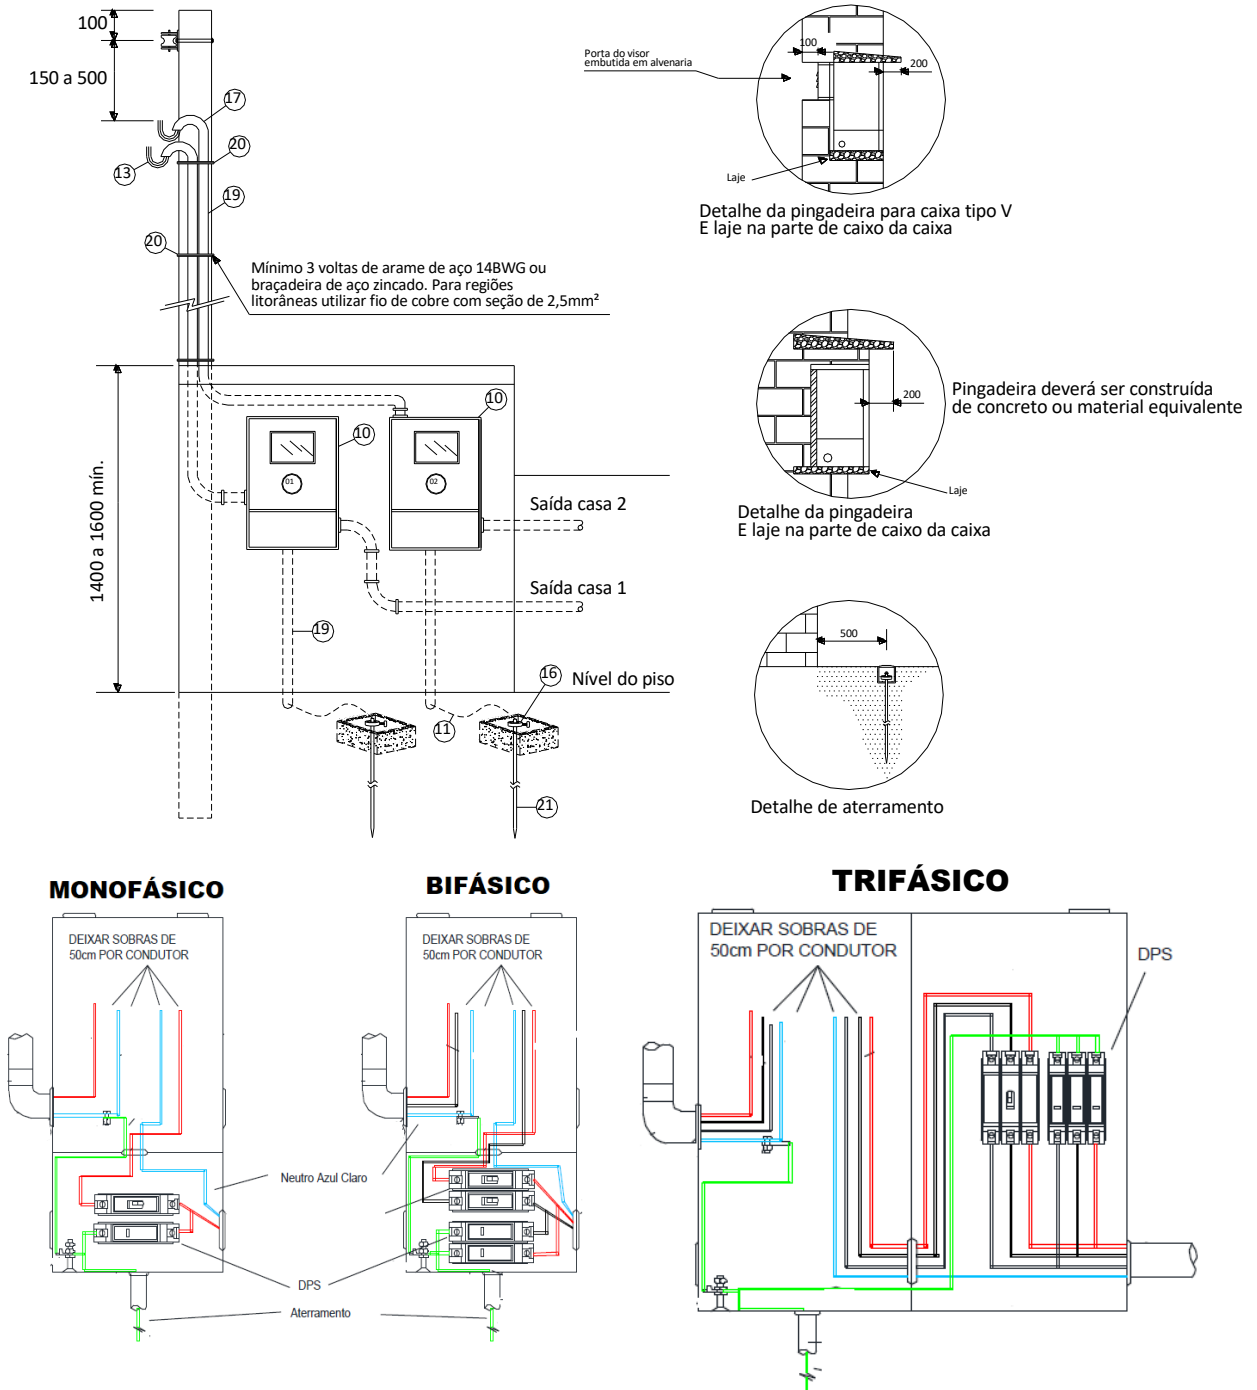 100
150 a 500
17
20
13
19
20
Mínimo 3 voltas de arame de aço 14BWG ou
braçadeira de aço zincado. Para regiões
litorâneas utilizar fio de cobre com seção de 2,5mm²
10
10
01
02
1400 a 1600 mín.
Saída casa 2
Saída casa 1
19
16
Nível do piso
11
21
Porta do visor
embutida em alvenaria
100
200
Laje
Detalhe da pingadeira para caixa tipo V
E laje na parte de caixo da caixa
200
Pingadeira deverá ser construída
de concreto ou material equivalente
Laje
Detalhe da pingadeira
E laje na parte de caixo da caixa
500
Detalhe de aterramento
MONOFÁSICO
DEIXAR SOBRAS DE
50cm POR CONDUTOR
BIFÁSICO
DEIXAR SOBRAS DE
50cm POR CONDUTOR
Neutro Azul Claro
DPS
Aterramento
TRIFÁSICO
DEIXAR SOBRAS DE
50cm POR CONDUTOR
DPS